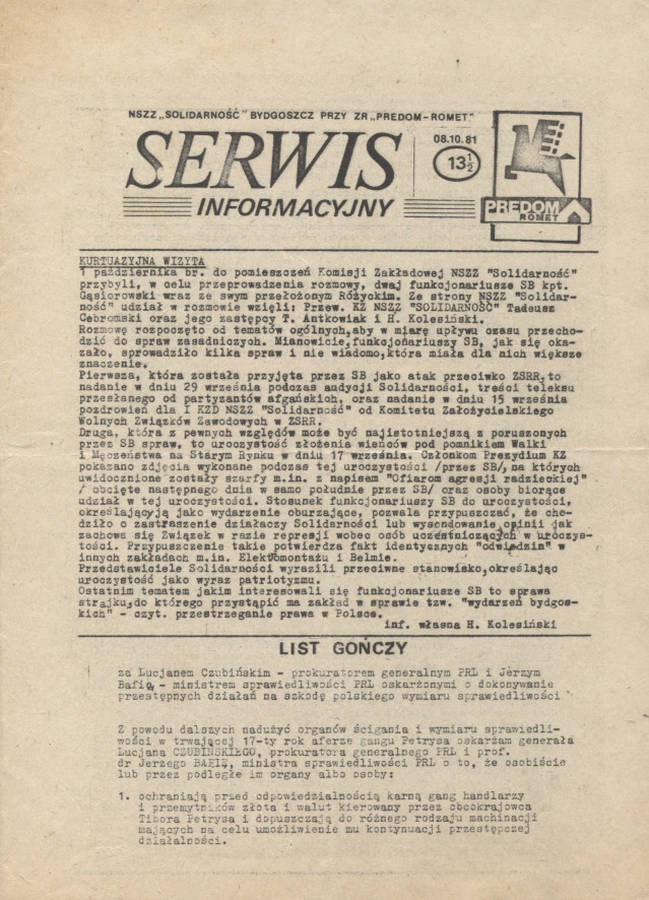 NSZZ „SOLIDARNOŚĆ" BYDGOSZCZ PRZY ZR „PREDOM-ROMET"
SERWIS
INFORMACYJNY
08.10.81
13 1/2
PREDOM
ROMET
KURTUAZYJNA WIZYTA
1 października br. do pomieszczeń Komisji Zakładowej NSZZ "Solidarność"
przybyli, w celu przeprowadzenia rozmowy, dwaj funkcjonariusze SB kpt.
Gąsiorowski wraz ze swym przełożonym Różyckim. Ze strony NSZZ "Solidar-
ność" udział w rozmowie wzięli: Przew. KZ NSZZ "SOLIDARNOŚĆ" Tadeusz
Gebromski oraz jego zastępcy T. Antkowiak i H. Kolesiński.
Rozmowę rozpoczęto od tematów ogólnych,aby w miarę upływu czasu przecho-
dzić do spraw zasadniczych. Mianowicie,funkcjonariuszy SB, jak się oka-
zało, sprowadziło kilka spraw i nie wiadomo,która miała dla nich większe
znaczenie.
Pierwsza, która została przyjęta przez SB jako atak przeciwko ZSRR,to
nadanie w dniu 29 września podczas audycji Solidarności, treści teleksu
przesłanego od partyzantów afgańskich, oraz nadanie w dniu 15 września
pozdrowień dla I KZD NSZZ "Solidarność" od Komitetu Założycielskiego
Wolnych Związków Zawodowych w ZSRR.
Druga, która z pewnych względów może być najistotniejszą z poruszonych
przez SB spraw, to uroczystość złożenia wieńców pod pomnikiem Walki
i Męczeństwa na Starym Rynku w dniu 17 września. Członkom Prezydium KZ
pokazano zdjęcia wykonane podczas tej uroczystości /przez SB/, na których
uwidocznione zostały szarfy m.in. z napisem "Ofiarom agresji radzieckiej"
/ obcięte następnego dnia w samo południe przez SB/ oraz osoby biorące
udział w tej uroczystości. Stosunek funkcjonariuszy SB do uroczystości,
określający ją jako wydarzenie oburzające, pozwala przypuszczać, że cho-
dziło o zastraszenie działaczy Solidarności lub wysondowanie opinii jak
zachowa się Związek w razie represji wobec osób uczestniczących w uroczys-
tości. Przypuszczenie takie potwierdza fakt identycznych "odwiedzin" w
innych zakładach m.in. Elektromontażu i Belmie.
Przedstawiciele Solidarności wyrazili przeciwne stanowisko,określając
uroczystość jako wyraz patriotyzmu.
Ostatnim tematem jakim interesowali się funkcjonariusze SB to sprawa
strajku,do którego przystąpić ma zakład w sprawie tzw. "wydarzeń bydgos-
kich" - czyt. przestrzeganie prawa w Polsce.
inf. własna H. Kolesiński
LIST GOŃCZY
za Lucjanem Czubińskim - prokuratorem generalnym PRL i Jerzym
Bafią - ministrem sprawiedliwości PRL oskarżonymi o dokonywanie
przestępnych działań na szkodę polskiego wymiaru sprawiedliwości
Z powodu dalszych nadużyć organów ścigania i wymiaru sprawiedli-
wości w trwającej 17-ty rok aferze gangu Petrysa oskarżam generała
Lucjana CZUBIŃSKIEGO, prokuratora generalnego PRL i prof.
dr Jerzego BAFIĘ, ministra sprawiedliwości PRL o to, że osobiście
lub przez podległe im organy albo osoby:
1. ochraniają przed odpowiedzialnością karną gang handlarzy
i przemytników złota i walut kierowany przez obcokrajowca
Tibora Petrysa i dopuszczają do różnego rodzaju machinacji
mających na celu umożliwienie mu kontynuacji przestępczej
działalności.